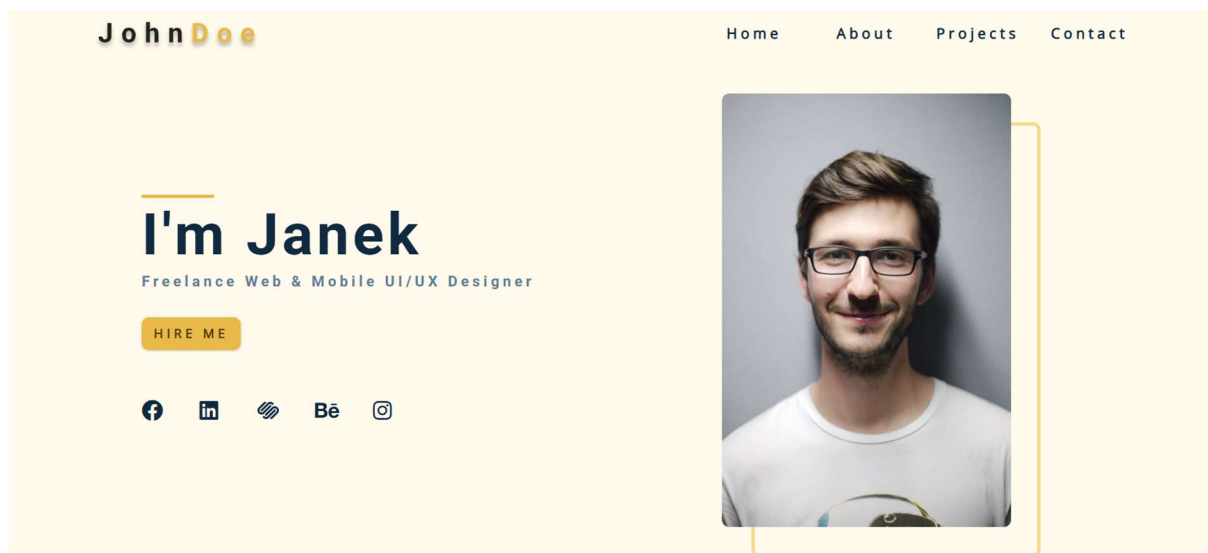 JohnDoe
Home About Projects Contact
I'm Janek
Freelance Web & Mobile UI/UX Designer
HIRE ME
Bē